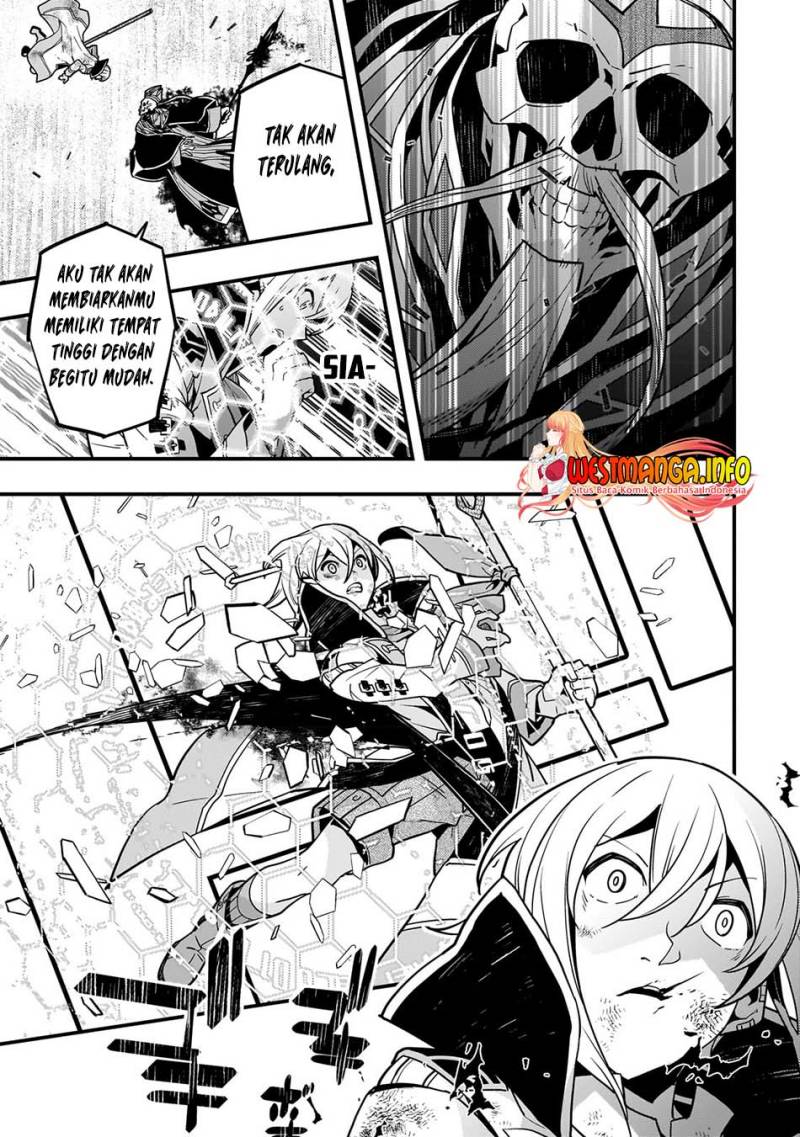 TAK AKAN
TERULANG,
AKU TAK AKAN
MEMBIARKANMU
MEMILIKI TEMPAT
TINGGI DENGAN
BEGITU MUDAH.
SIA-
WESTMANGA.INFO
Situs Baca Komik Berbahasa Indonesia